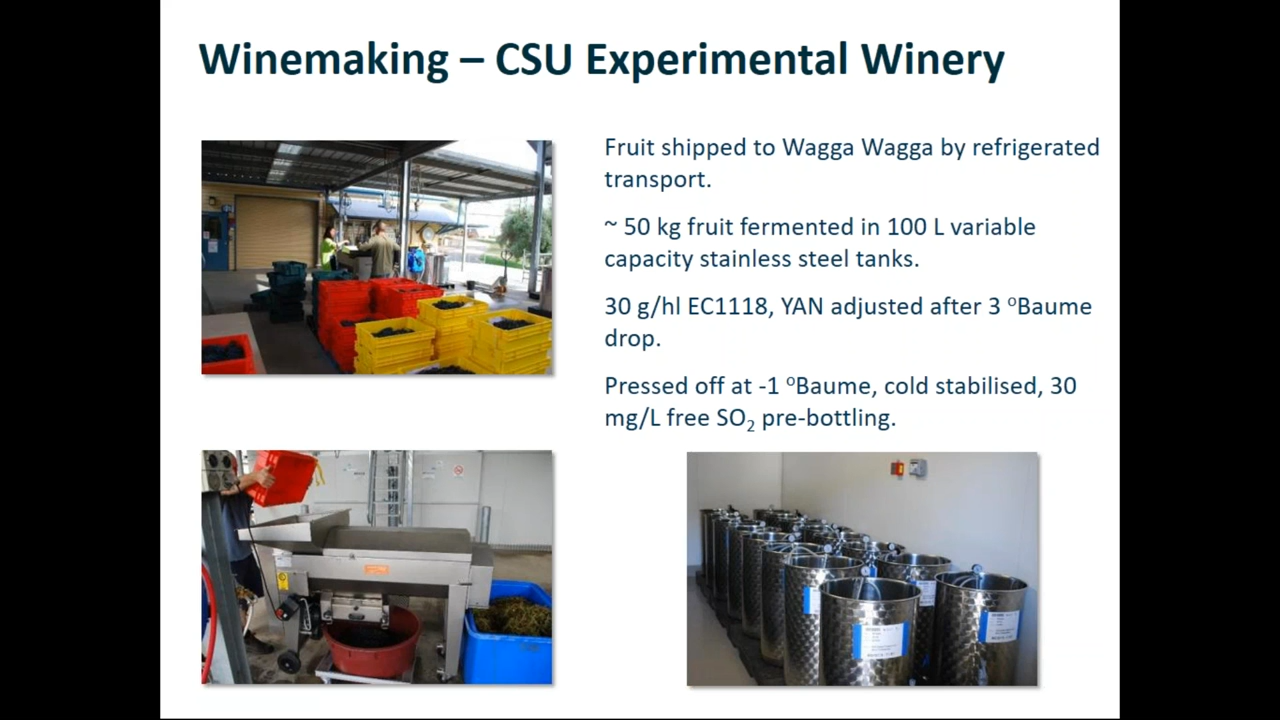 Winemaking – CSU Experimental Winery
Fruit shipped to Wagga Wagga by refrigerated
transport.
~ 50 kg fruit fermented in 100 L variable
capacity stainless steel tanks.
30 g/hl EC1118, YAN adjusted after 3 ºBaume
drop.
Pressed off at -1 ºBaume, cold stabilised, 30
mg/L free SO₂ pre-bottling.